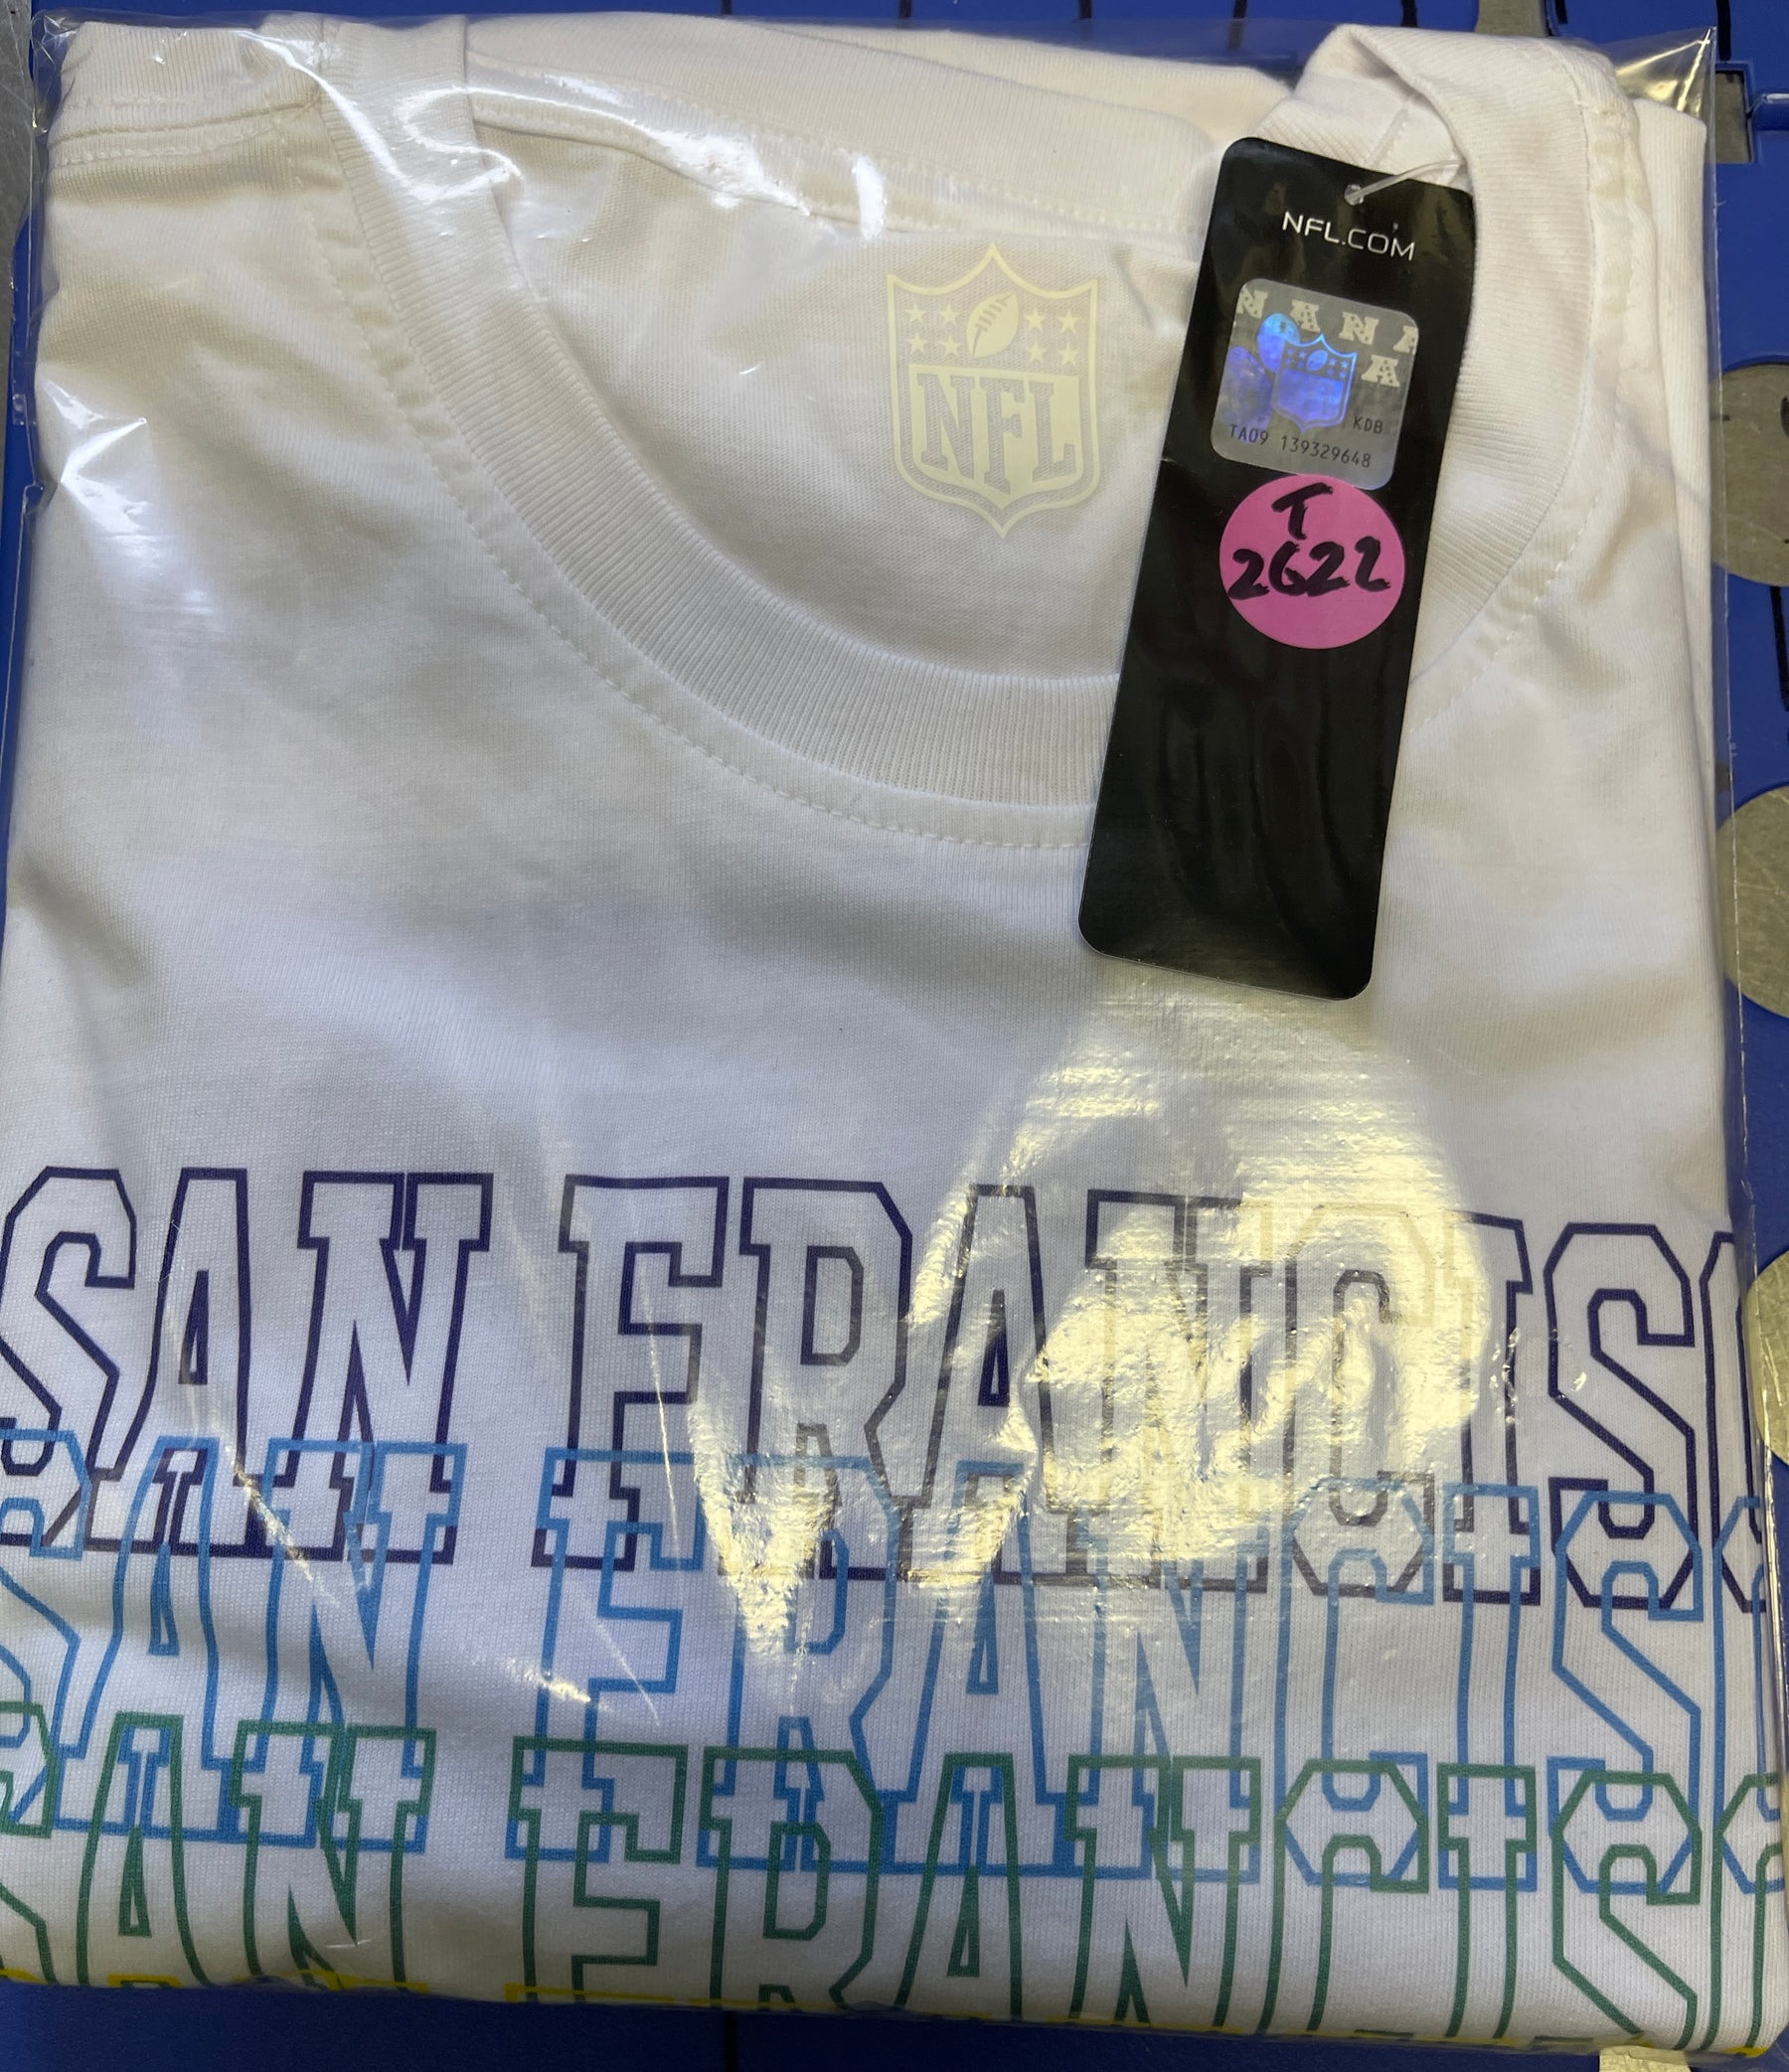 NFL.COM
NFL
N A N A
A
KDB
TA09 139329648
T
2622
SAN FRANCISC
SAN FRANCISC
SAN FRANCISC